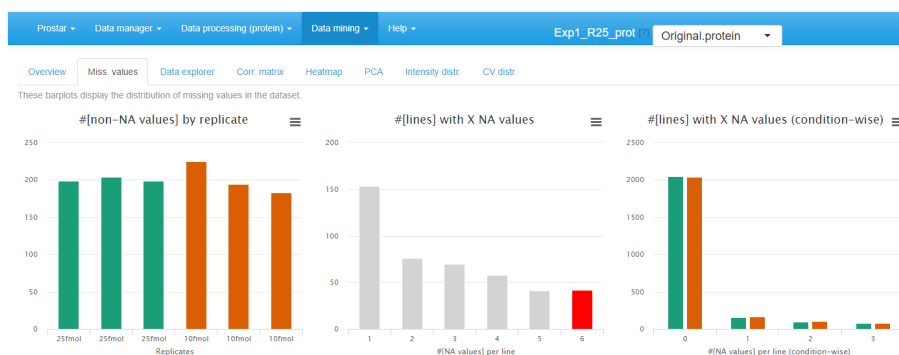 Prostar Data manager Data processing (protein) Data mining Help Exp1_R25_prot [?] Original.protein
Overview Miss. values Data explorer Corr. matrix Heatmap PCA Intensity distr. CV distr.
These barplots display the distribution of missing values in the dataset.
#[non-NA values] by replicate
250
200
150
100
50
0
25fmol 25fmol 25fmol 10fmol 10fmol 10fmol
Replicates
#[lines] with X NA values
200
150
100
50
0
1 2 3 4 5 6
#[NA values] per line
#[lines] with X NA values (condition-wise)
2500
2000
1500
1000
500
0
0 1 2 3
#[NA values] per line (condition-wise)